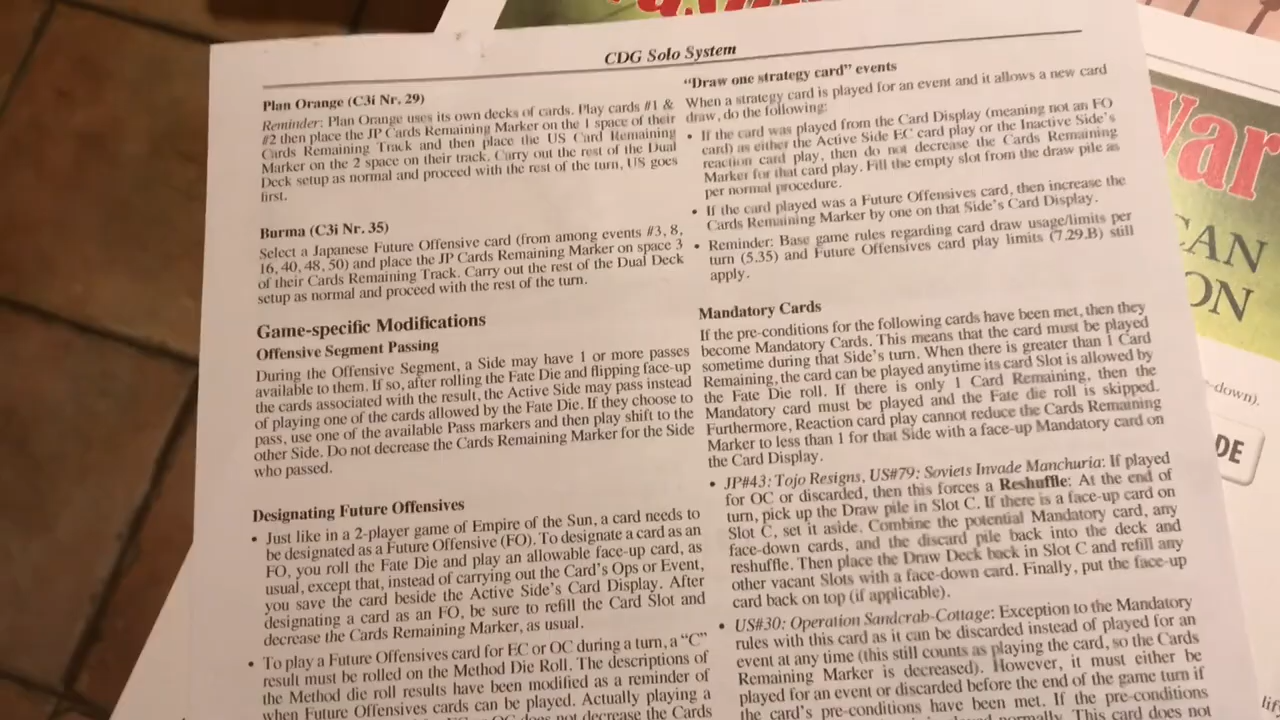 CDG Solo System
Plan Orange (C3i Nr. 29)
Reminder: Plan Orange uses its own decks of cards. Play cards #1 &
#2 then place the JP Cards Remaining Marker on the 1 space of their
Cards Remaining Track and then place the US Card Remaining
Marker on the 2 space on their track. Carry out the rest of the Dual
Deck setup as normal and proceed with the rest of the turn, US goes
first.
Burma (C3i Nr. 35)
Select a Japanese Future Offensive card (from among events #3, 8,
16, 40, 48, 50) and place the JP Cards Remaining Marker on space 3
of their Cards Remaining Track. Carry out the rest of the Dual Deck
setup as normal and proceed with the rest of the turn.
Game-specific Modifications
Offensive Segment Passing
During the Offensive Segment, a Side may have 1 or more passes
available to them. If so, after rolling the Fate Die and flipping face-up
the cards associated with the result, the Active Side may pass instead
of playing one of the cards allowed by the Fate Die. If they choose to
pass, use one of the available Pass markers and then play shift to the
other Side. Do not decrease the Cards Remaining Marker for the Side
who passed.
Designating Future Offensives
• Just like in a 2-player game of Empire of the Sun, a card needs to
be designated as a Future Offensive (FO). To designate a card as an
FO, you roll the Fate Die and play an allowable face-up card, as
usual, except that, instead of carrying out the Card's Ops or Event,
you save the card beside the Active Side's Card Display. After
designating a card as an FO, be sure to refill the Card Slot and
decrease the Cards Remaining Marker, as usual.
• To play a Future Offensives card for EC or OC during a turn, a “C”
result must be rolled on the Method Die Roll. The descriptions of
the Method die roll results have been modified as a reminder of
when Future Offensives cards can be played. Actually playing a
“Draw one strategy card” events
When a strategy card is played for an event and it allows a new card
draw, do the following:
• If the card was played from the Card Display (meaning not an FO
card) as either the Active Side EC card play or the Inactive Side's
reaction card play, then do not decrease the Cards Remaining
Marker for that card play. Fill the empty slot from the draw pile as
per normal procedure.
• If the card played was a Future Offensives card, then increase the
Cards Remaining Marker by one on that Side's Card Display.
• Reminder: Base game rules regarding card draw usage/limits per
turn (5.35) and Future Offensives card play limits (7.29.B) still
apply.
Mandatory Cards
If the pre-conditions for the following cards have been met, then they
become Mandatory Cards. This means that the card must be played
sometime during that Side's turn. When there is greater than 1 Card
Remaining, the card can be played anytime its card Slot is allowed by
the Fate Die roll. If there is only 1 Card Remaining, then the
Mandatory card must be played and the Fate die roll is skipped.
Furthermore, Reaction card play cannot reduce the Cards Remaining
Marker to less than 1 for that Side with a face-up Mandatory card on
the Card Display.
• JP#43: Tojo Resigns, US#79: Soviets Invade Manchuria: If played
for OC or discarded, then this forces a Reshuffle: At the end of
turn, pick up the Draw pile in Slot C. If there is a face-up card on
Slot C, set it aside. Combine the potential Mandatory card, any
face-down cards, and the discard pile back into the deck and
reshuffle. Then place the Draw Deck back in Slot C and refill any
other vacant Slots with a face-down card. Finally, put the face-up
card back on top (if applicable).
• US#30: Operation Sandcrab-Cottage: Exception to the Mandatory
rules with this card as it can be discarded instead of played for an
event at any time (this still counts as playing the card, so the Cards
Remaining Marker is decreased). However, it must either be
played for an event or discarded before the end of the game turn if
the card's pre-conditions have been met. If the pre-conditions
normally. This card does not
War
CAN
ON
-down).
DE